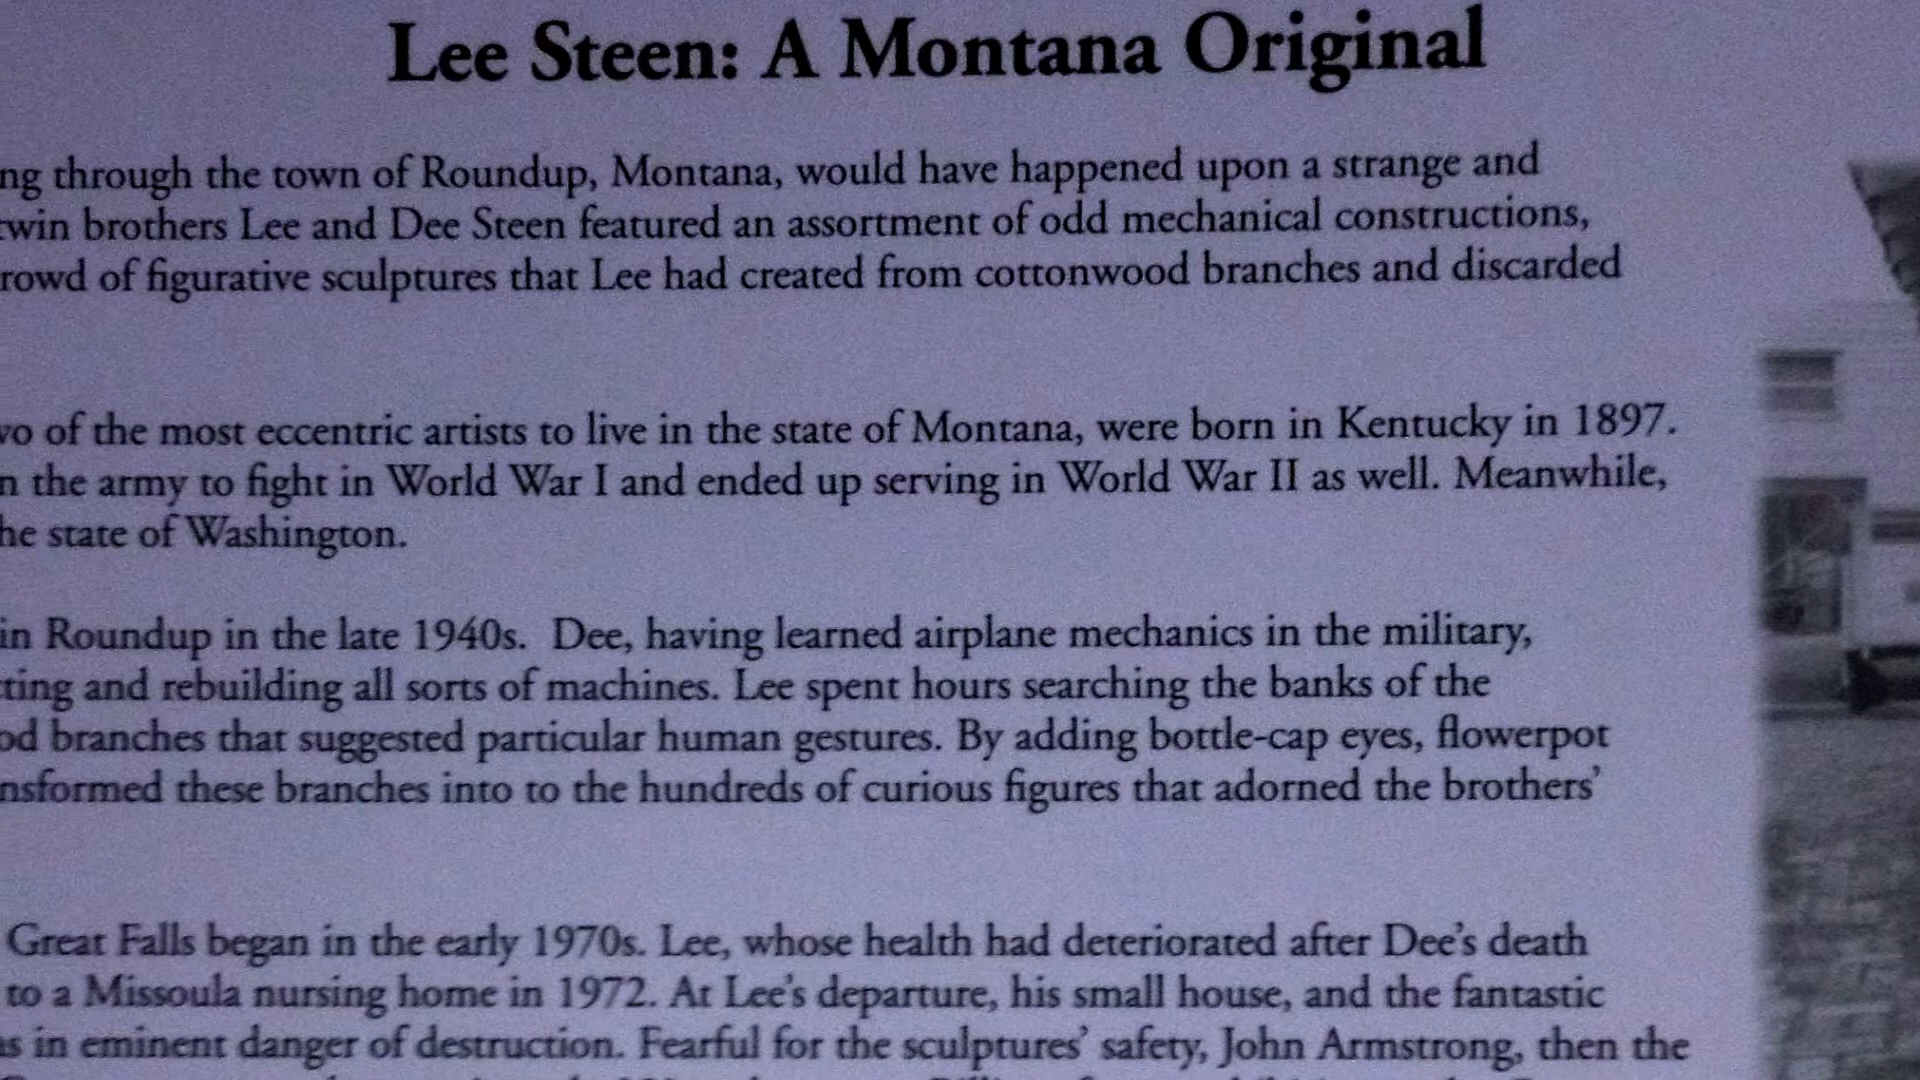 Lee Steen: A Montana Original
ng through the town of Roundup, Montana, would have happened upon a strange and
twin brothers Lee and Dee Steen featured an assortment of odd mechanical constructions,
rowd of figurative sculptures that Lee had created from cottonwood branches and discarded
vo of the most eccentric artists to live in the state of Montana, were born in Kentucky in 1897.
n the army to fight in World War I and ended up serving in World War II as well. Meanwhile,
he state of Washington.
in Roundup in the late 1940s. Dee, having learned airplane mechanics in the military,
ting and rebuilding all sorts of machines. Lee spent hours searching the banks of the
od branches that suggested particular human gestures. By adding bottle-cap eyes, flowerpot
nsformed these branches into to the hundreds of curious figures that adorned the brothers’
Great Falls began in the early 1970s. Lee, whose health had deteriorated after Dee’s death
to a Missoula nursing home in 1972. At Lee’s departure, his small house, and the fantastic
s in eminent danger of destruction. Fearful for the sculptures’ safety, John Armstrong, then the